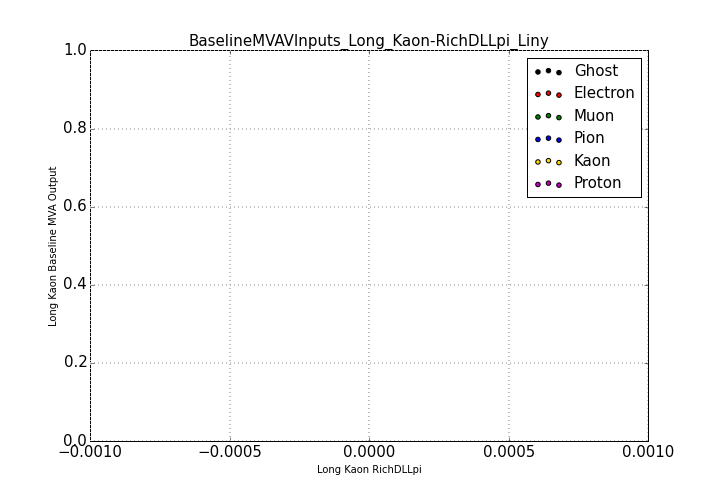 BaselineMVAVInputs_Long_Kaon-RichDLLpi_Liny
1.0
0.8
0.6
0.4
0.2
0.0
Long Kaon Baseline MVA Output
Ghost
Electron
Muon
Pion
Kaon
Proton
−0.0010 −0.0005 0.0000 0.0005 0.0010
Long Kaon RichDLLpi